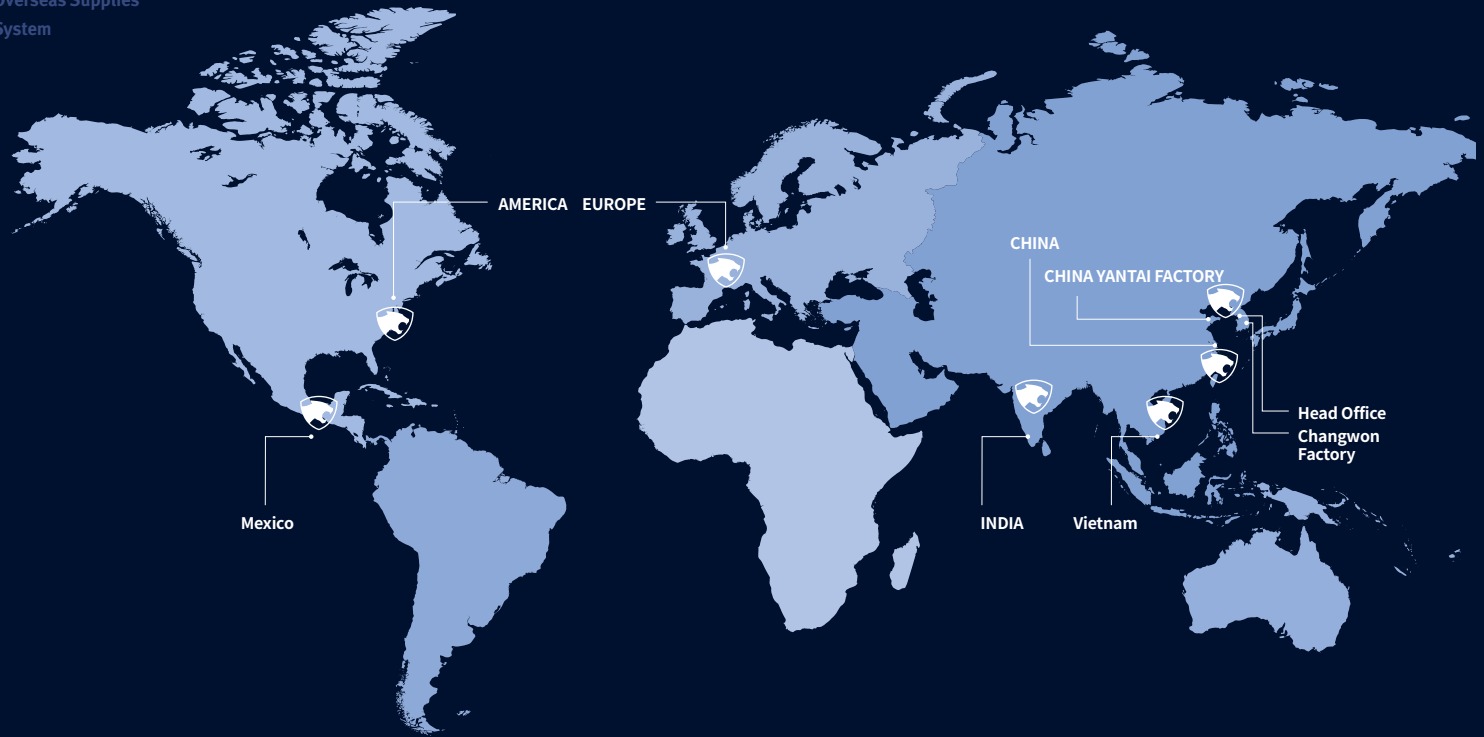 Overseas Supplies
System
AMERICA
EUROPE
CHINA
CHINA YANTAI FACTORY
Head Office
Changwon
Factory
Mexico
INDIA
Vietnam